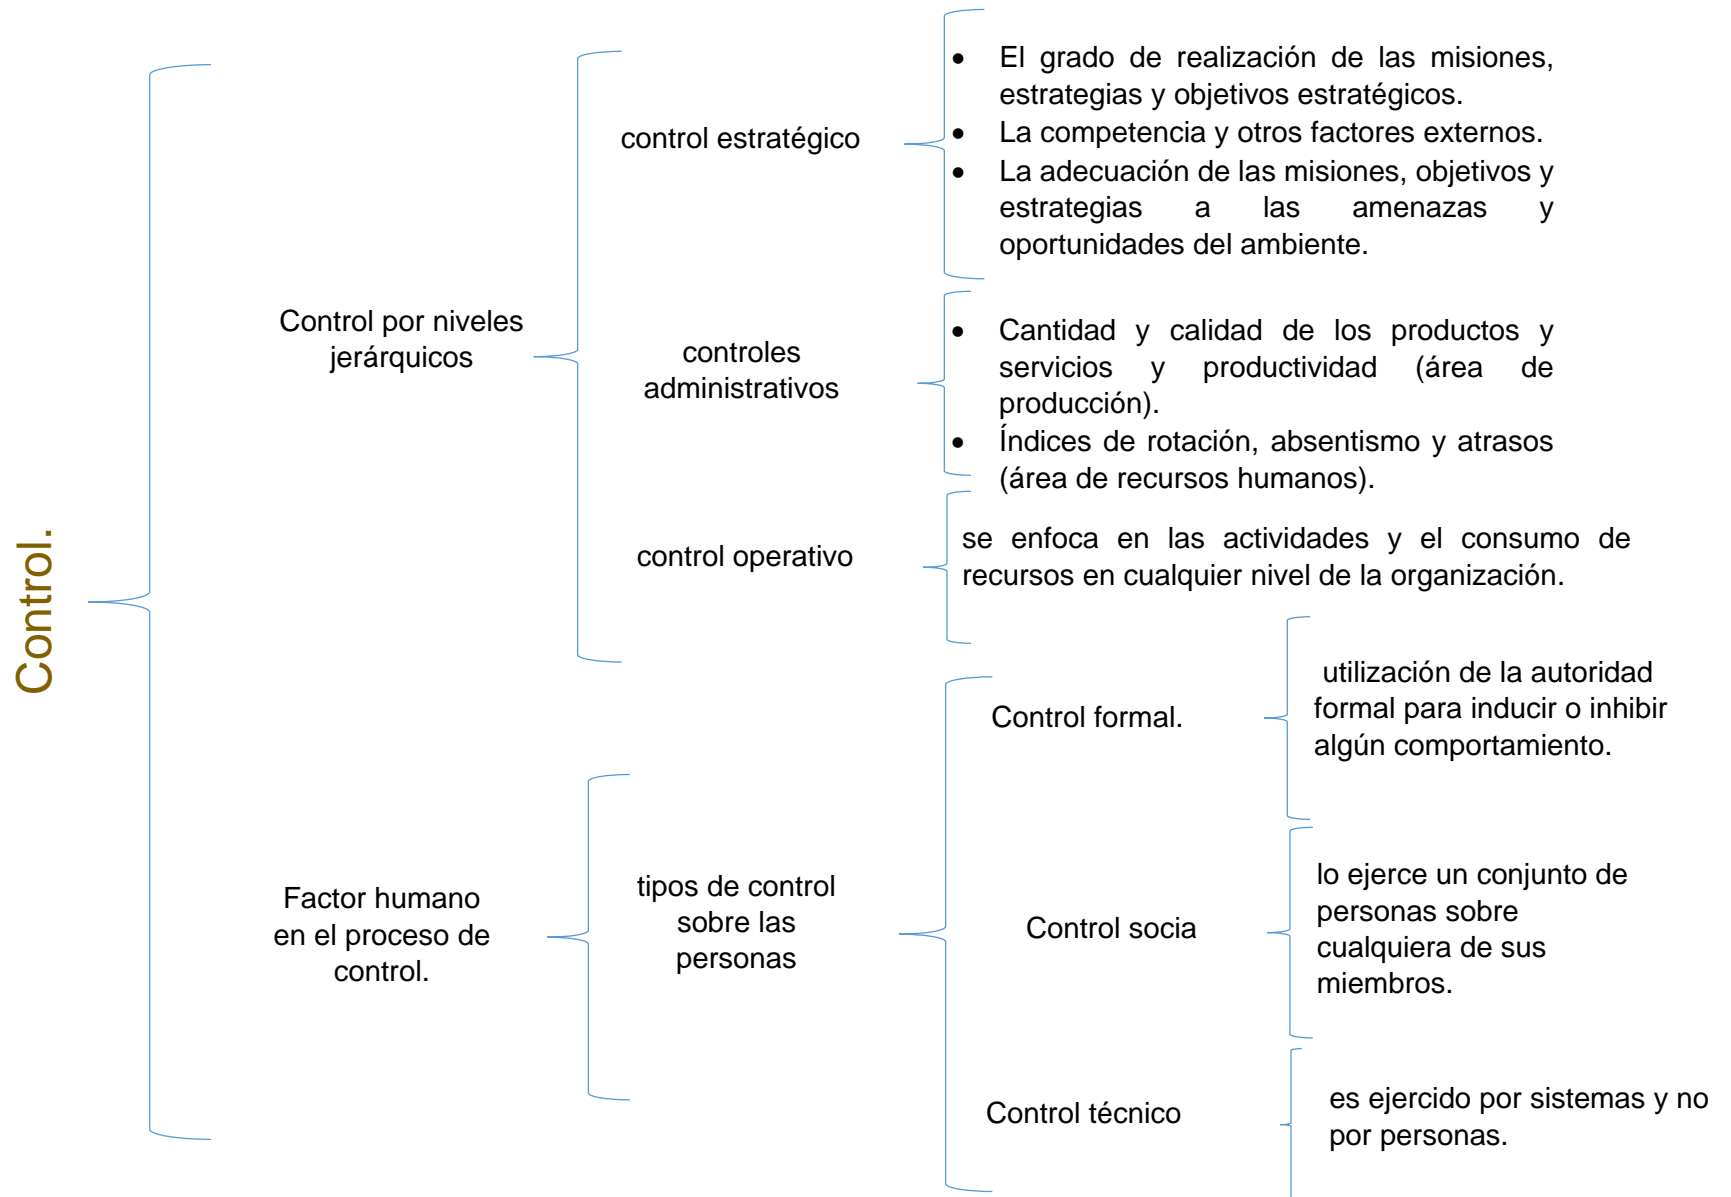 Control.
Control por niveles
jerárquicos
control estratégico
• El grado de realización de las misiones,
estrategias y objetivos estratégicos.
• La competencia y otros factores externos.
• La adecuación de las misiones, objetivos y
estrategias a las amenazas y
oportunidades del ambiente.
controles
administrativos
• Cantidad y calidad de los productos y
servicios y productividad (área de
producción).
• Índices de rotación, absentismo y atrasos
(área de recursos humanos).
control operativo
se enfoca en las actividades y el consumo de
recursos en cualquier nivel de la organización.
Factor humano
en el proceso de
control.
tipos de control
sobre las
personas
Control formal.
utilización de la autoridad
formal para inducir o inhibir
algún comportamiento.
Control socia
lo ejerce un conjunto de
personas sobre
cualquiera de sus
miembros.
Control técnico
es ejercido por sistemas y no
por personas.